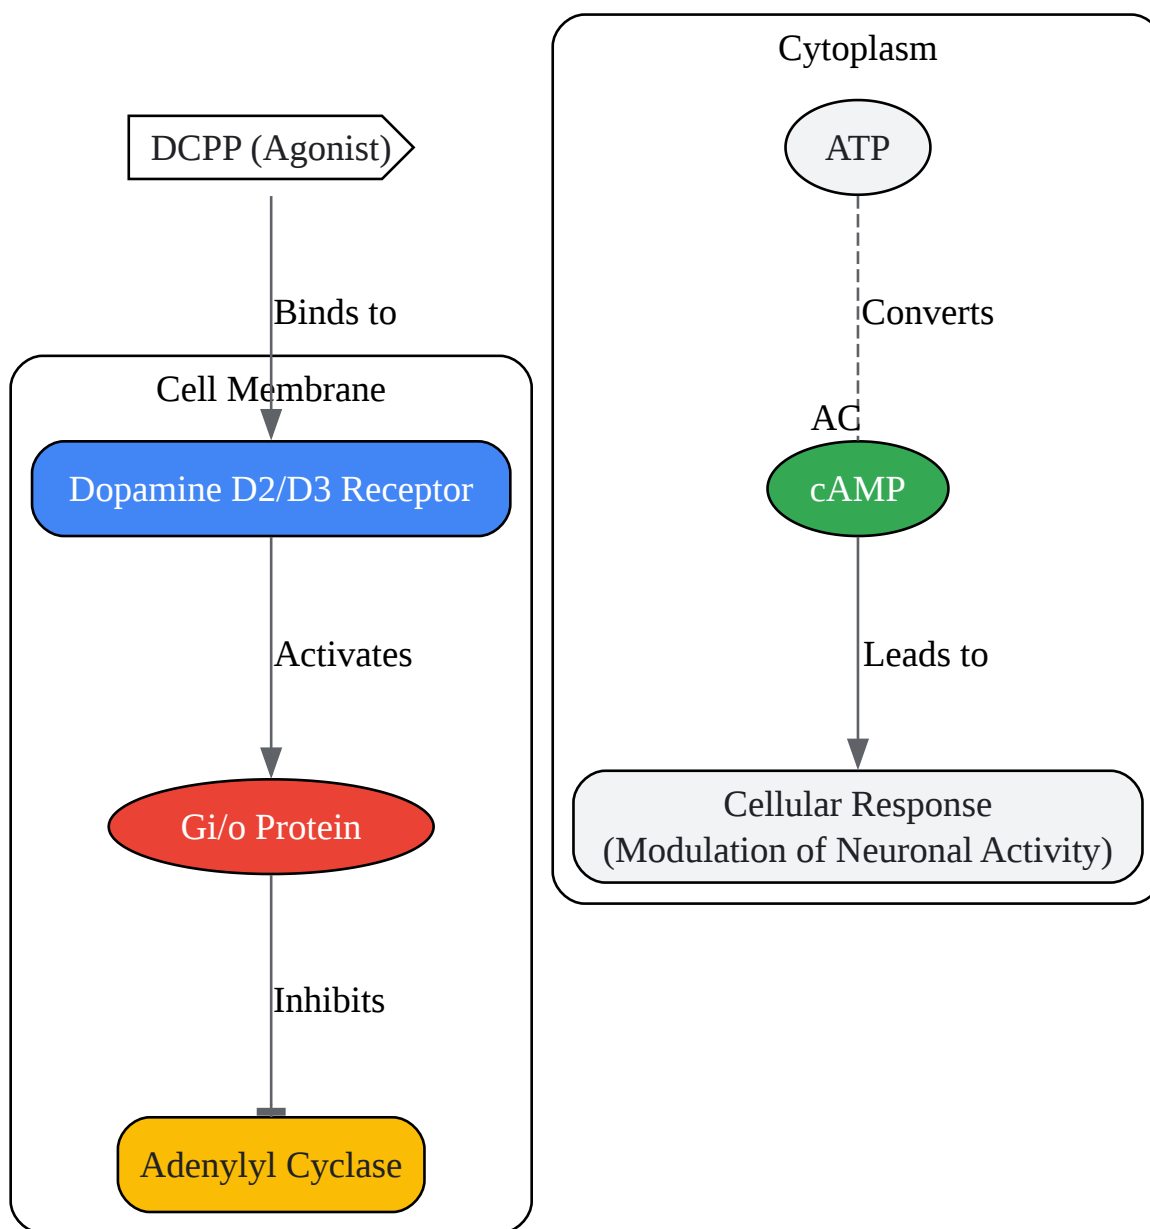 DCPP (Agonist)
Binds to
Cell Membrane
Dopamine D2/D3 Receptor
Activates
Gi/o Protein
Inhibits
Adenylyl Cyclase
Cytoplasm
ATP
Converts
AC
cAMP
Leads to
Cellular Response
(Modulation of Neuronal Activity)